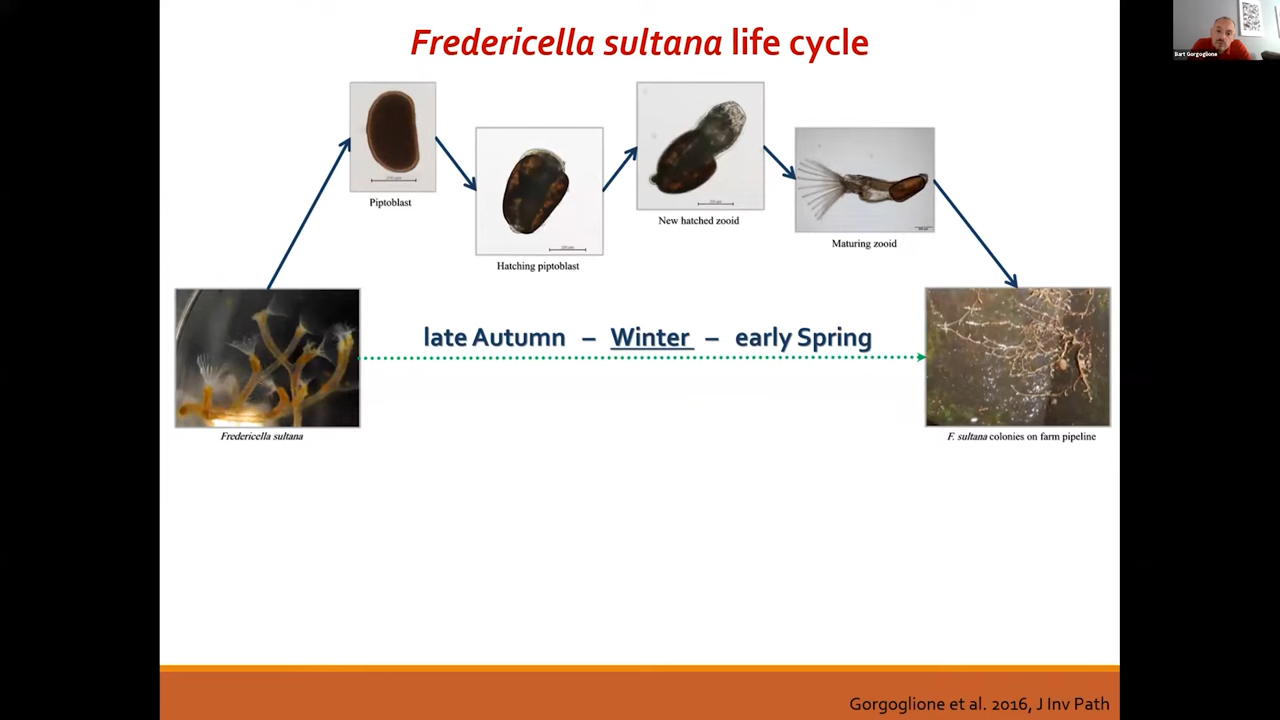 Fredericella sultana life cycle
Bart Gorgoglione
Piptoblast
New hatched zooid
Maturing zooid
Hatching piptoblast
late Autumn – Winter – early Spring
Fredericella sultana
F. sultana colonies on farm pipeline
Gorgoglione et al. 2016, J Inv Path